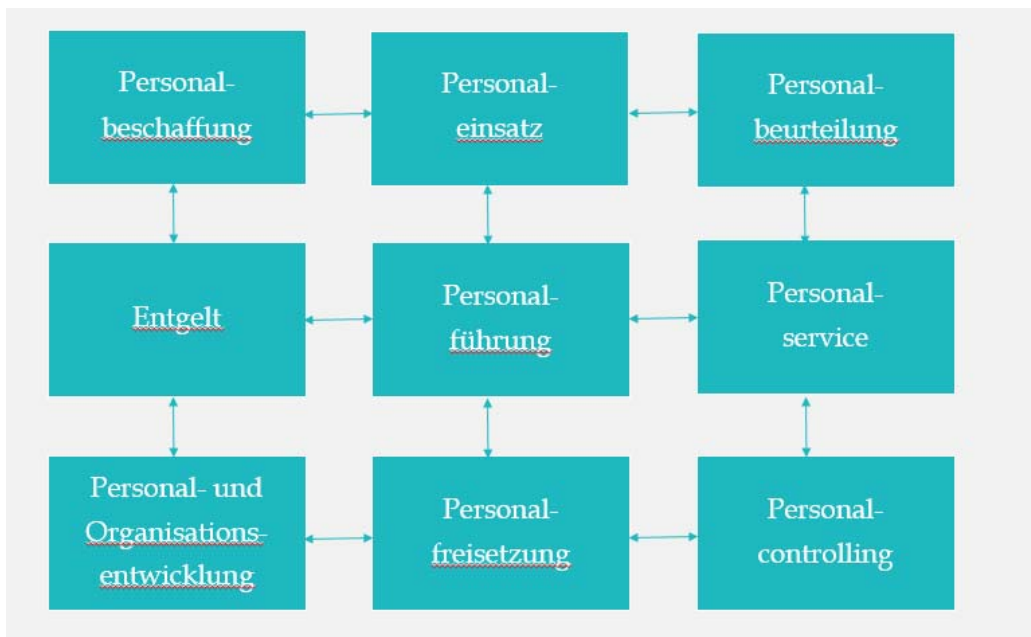 Personal-
beschaffung
Personal-
einsatz
Personal-
beurteilung
Entgelt
Personal-
führung
Personal-
service
Personal- und
Organisations-
entwicklung
Personal-
freisetzung
Personal-
controlling